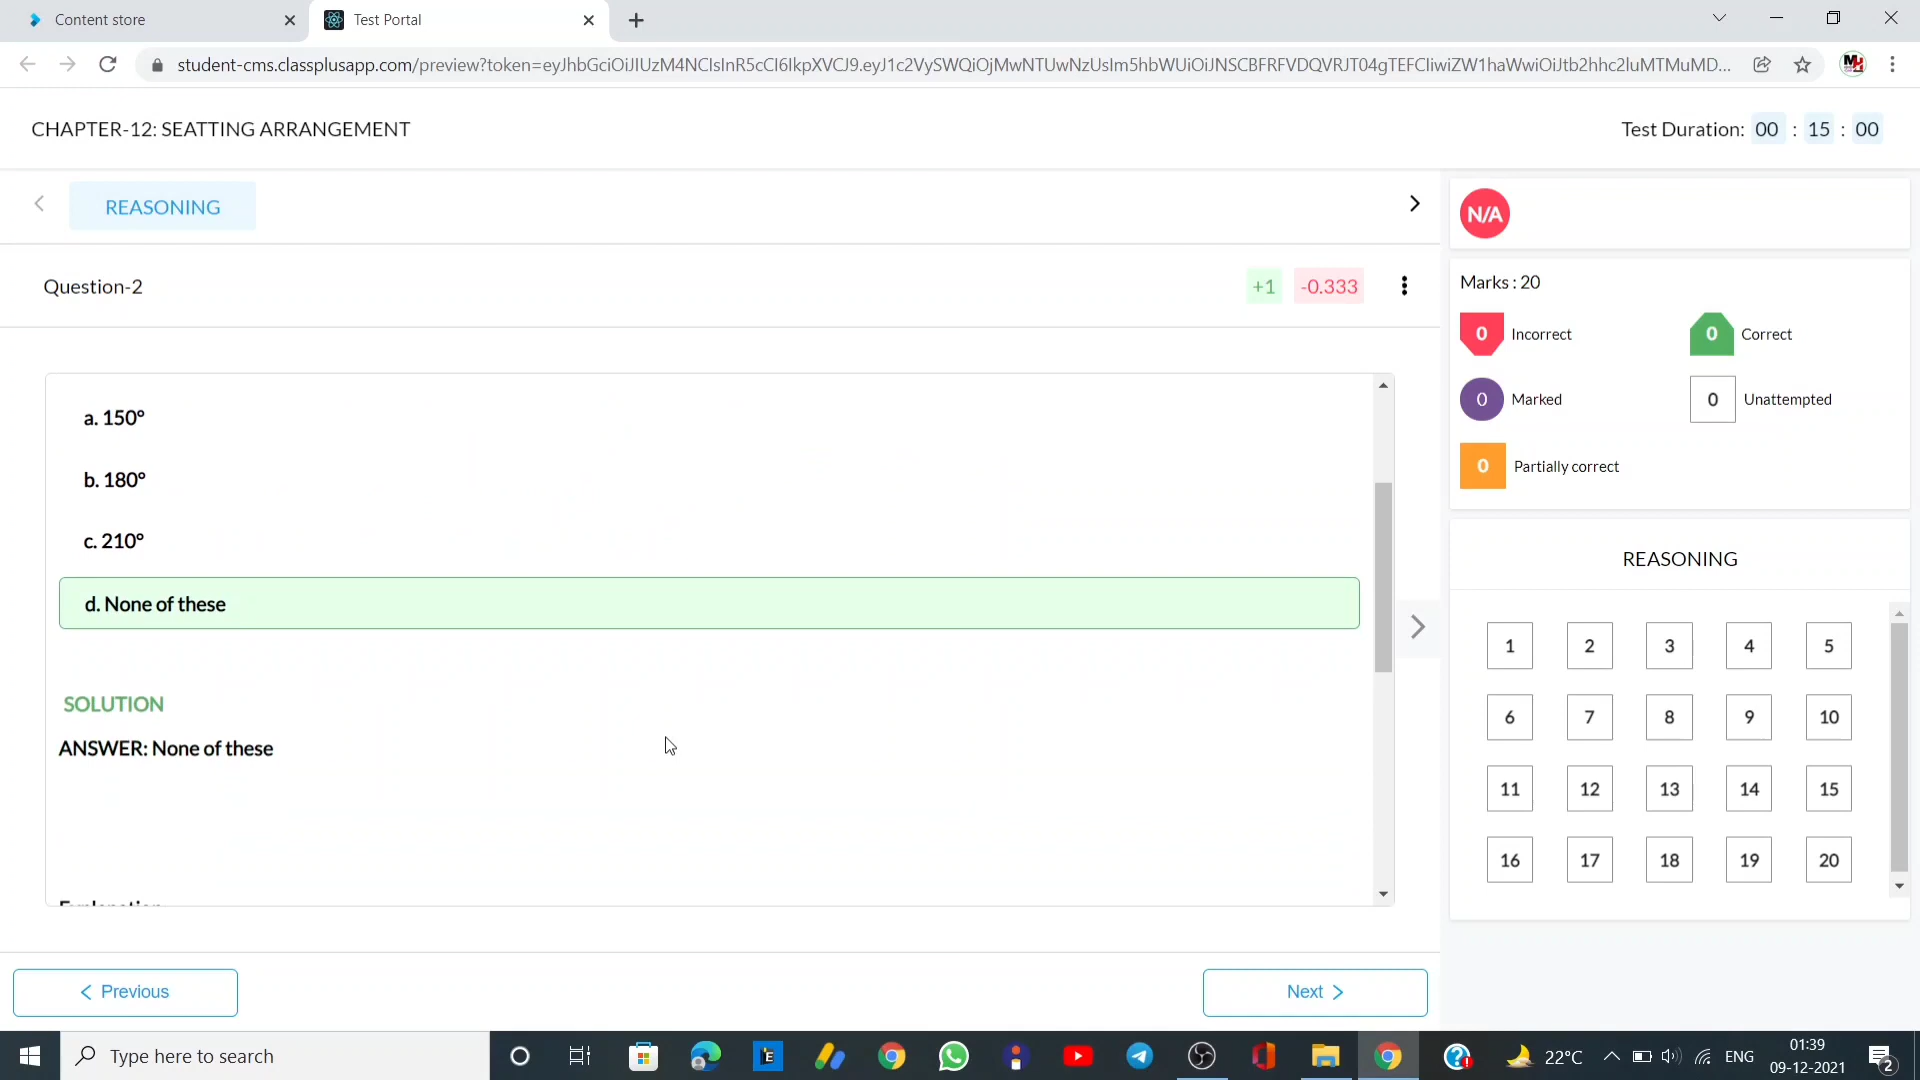 Content store
Test Portal
student-cms.classplusapp.com/preview?token=eyJhbGciOiJIUzM4NCIsInR5cCI6IkpXVCJ9.eyJ1c2VySWQiOjMwNTUwNzUsIm5hbWUiOiJNSCBFRFVDQVRJT04gTEFCIiwiZW1haWwiOiJtb2hhc2luMTMuMD...
CHAPTER-12: SEATTING ARRANGEMENT
Test Duration: 00 : 15 : 00
REASONING
N/A
Question-2
+1 -0.333
Marks : 20
0 Incorrect
0 Correct
0 Marked
0 Unattempted
0 Partially correct
a. 150°
b. 180°
c. 210°
d. None of these
SOLUTION
ANSWER: None of these
REASONING
1 2 3 4 5
6 7 8 9 10
11 12 13 14 15
16 17 18 19 20
Previous
Next
Type here to search
22°C
ENG
01:39
09-12-2021
2